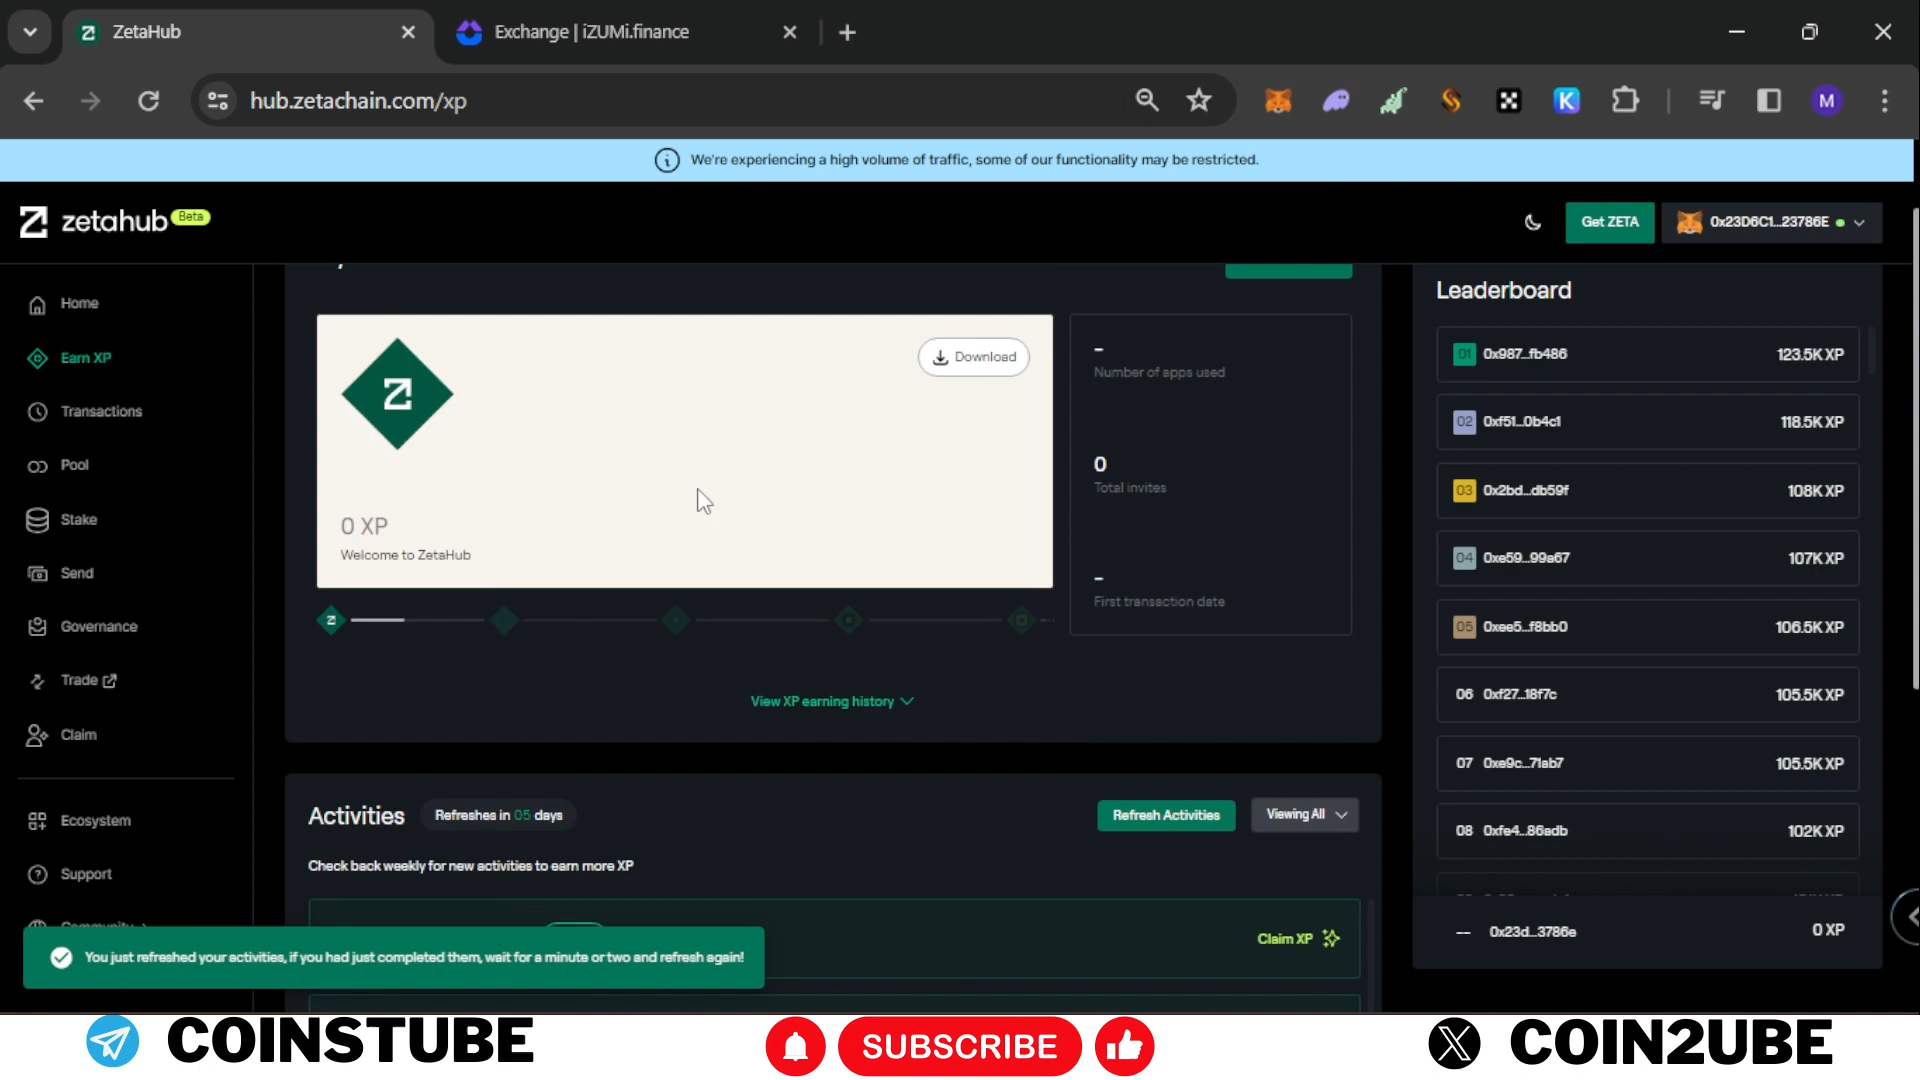 ZetaHub
Exchange | iZUMi.finance
hub.zetachain.com/xp
M
We're experiencing a high volume of traffic, some of our functionality may be restricted.
zetahub Beta
Get ZETA
0x23D6C1...23786E
Home
Earn XP
Transactions
Pool
Stake
Send
Governance
Trade
Claim
Ecosystem
Support
Download
0 XP
Welcome to ZetaHub
-
Number of apps used
0
Total invites
-
First transaction date
View XP earning history
Activities
Refreshes in 05 days
Refresh Activities
Viewing All
Check back weekly for new activities to earn more XP
Claim XP
You just refreshed your activities, if you had just completed them, wait for a minute or two and refresh again!
Leaderboard
01 0x987...fb486 123.5K XP
02 0xf51...0b4c1 118.5K XP
03 0x2bd...db59f 108K XP
04 0xe59...99a67 107K XP
05 0xee5...f8bb0 106.5K XP
06 0xf27...18f7c 105.5K XP
07 0xe9c...71ab7 105.5K XP
08 0xfe4...86adb 102K XP
-- 0x23d...3786e 0 XP
COINSTUBE
SUBSCRIBE
COIN2UBE